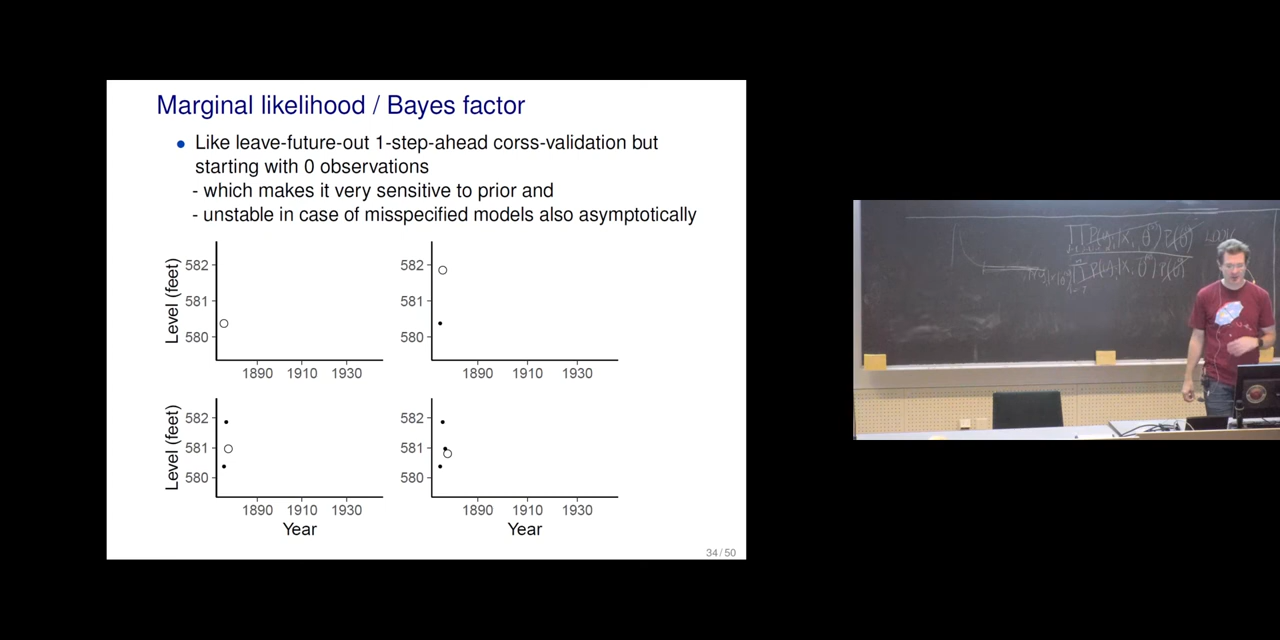 Marginal likelihood / Bayes factor
Like leave-future-out 1-step-ahead corss-validation but
starting with 0 observations
- which makes it very sensitive to prior and
- unstable in case of misspecified models also asymptotically
Level (feet)
582
581
580
1890 1910 1930
582
581
580
1890 1910 1930
Level (feet)
582
581
580
1890 1910 1930
Year
582
581
580
1890 1910 1930
Year
34 / 50